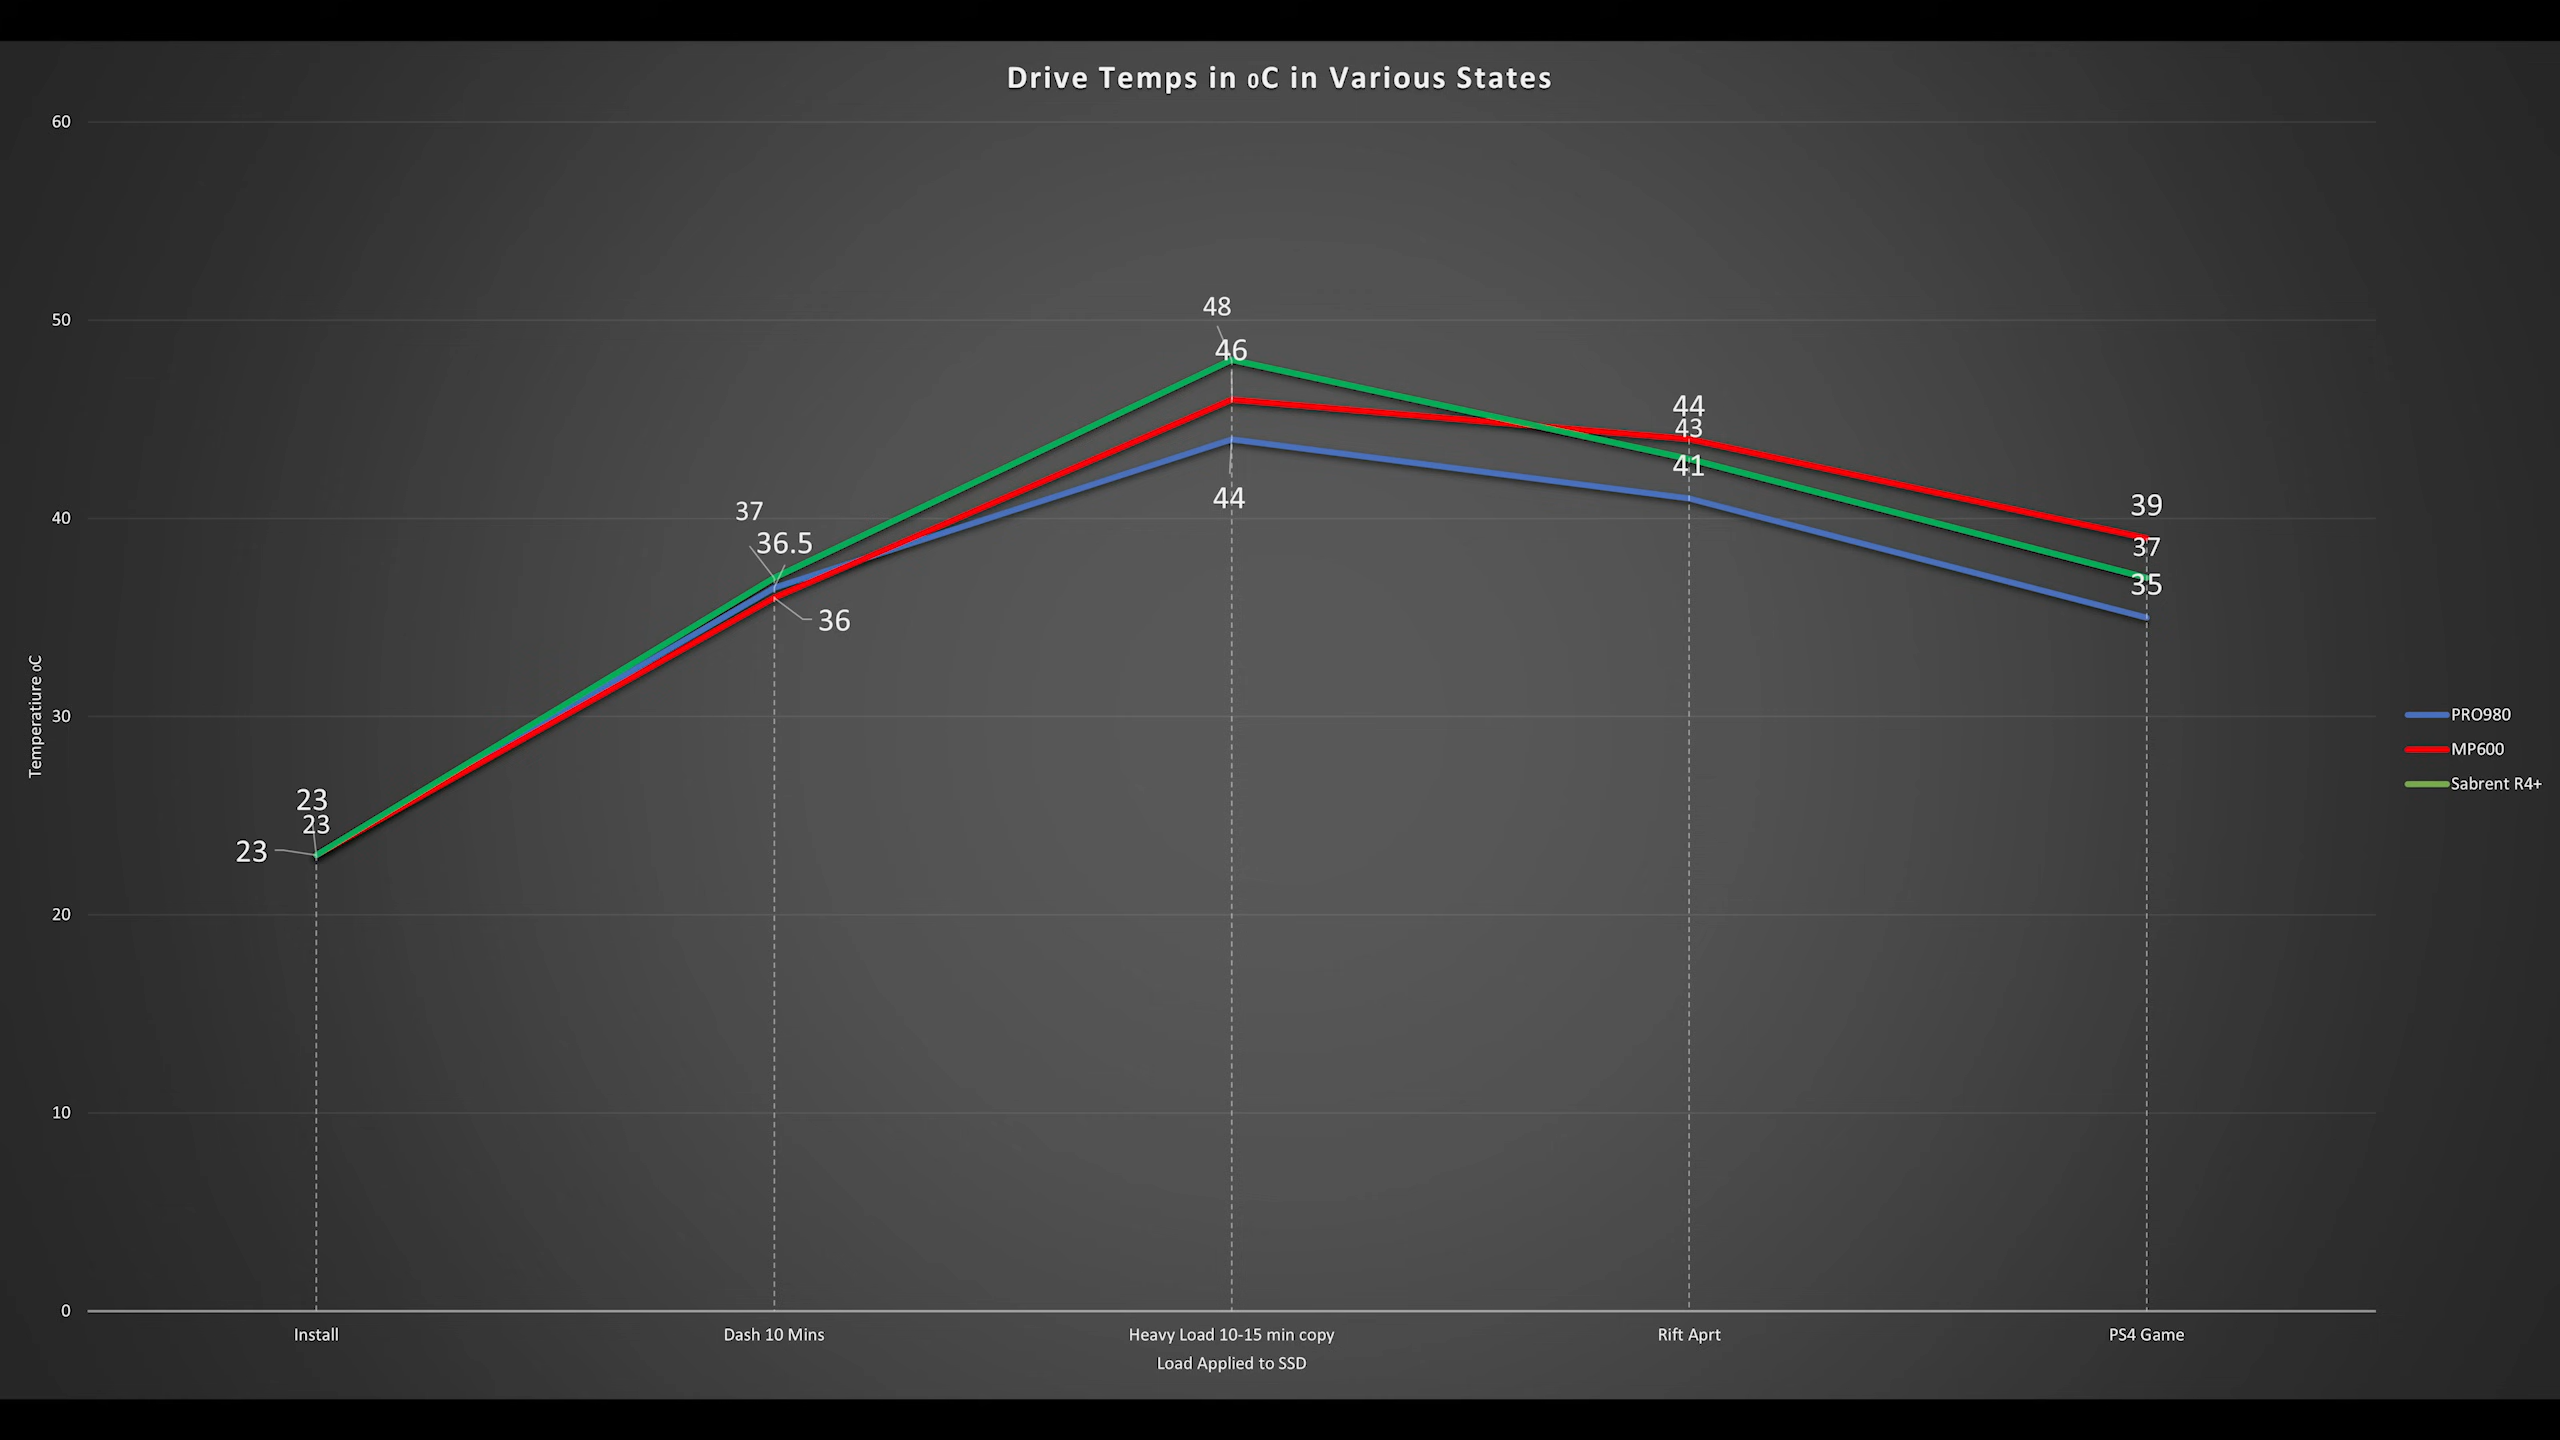 Drive Temps in 0C in Various States
60
50
40
30
20
10
0
Temperatiure 0C
48
46
44
44
43
41
39
37
35
37
36.5
36
23
23
23
PRO980
MP600
Sabrent R4+
Install
Dash 10 Mins
Heavy Load 10-15 min copy
Rift Aprt
PS4 Game
Load Applied to SSD